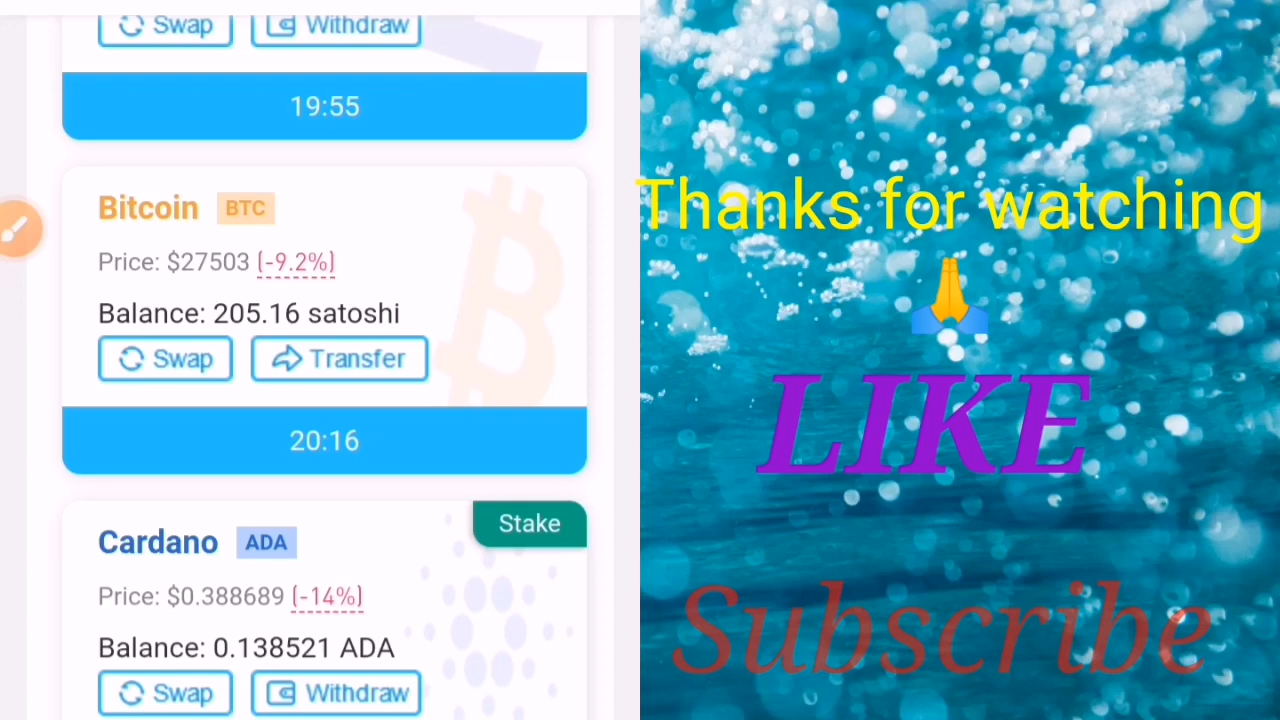 Swap Withdraw
19:55
Bitcoin BTC
Price: $27503 (-9.2%)
Balance: 205.16 satoshi
Swap Transfer
20:16
Stake
Cardano ADA
Price: $0.388689 (-14%)
Balance: 0.138521 ADA
Swap Withdraw
Thanks for watching
🙏
LIKE
Subscribe